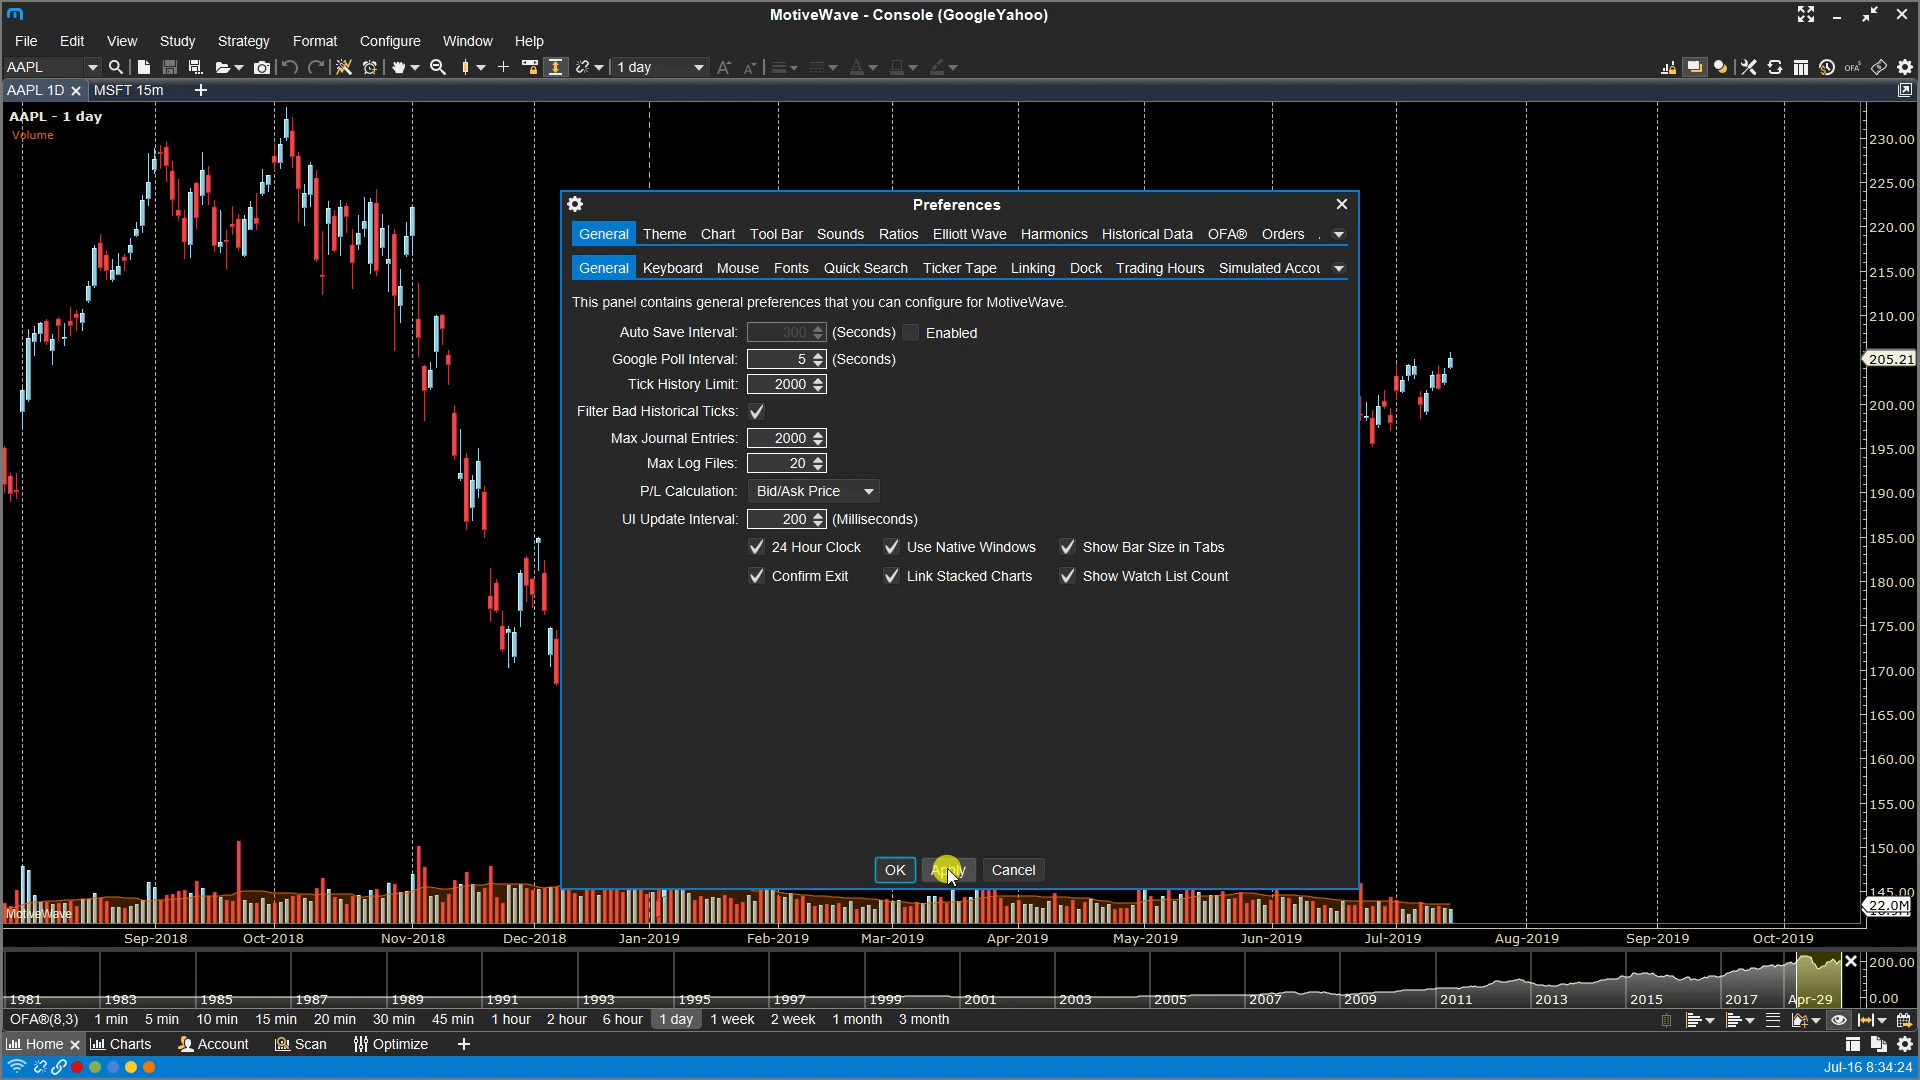 MotiveWave - Console (GoogleYahoo)
File Edit View Study Strategy Format Configure Window Help
AAPL 1 day OFA
AAPL 1D MSFT 15m
AAPL - 1 day
Volume
230.00
225.00
220.00
215.00
210.00
205.21
200.00
195.00
190.00
185.00
180.00
175.00
170.00
165.00
160.00
155.00
150.00
145.00
22.0M
Preferences
General Theme Chart Tool Bar Sounds Ratios Elliott Wave Harmonics Historical Data OFA® Orders
General Keyboard Mouse Fonts Quick Search Ticker Tape Linking Dock Trading Hours Simulated Accou
This panel contains general preferences that you can configure for MotiveWave.
Auto Save Interval: 300 (Seconds) Enabled
Google Poll Interval: 5 (Seconds)
Tick History Limit: 2000
Filter Bad Historical Ticks:
Max Journal Entries: 2000
Max Log Files: 20
P/L Calculation: Bid/Ask Price
UI Update Interval: 200 (Milliseconds)
24 Hour Clock Use Native Windows Show Bar Size in Tabs
Confirm Exit Link Stacked Charts Show Watch List Count
OK Apply Cancel
MotiveWave
Sep-2018 Oct-2018 Nov-2018 Dec-2018 Jan-2019 Feb-2019 Mar-2019 Apr-2019 May-2019 Jun-2019 Jul-2019 Aug-2019 Sep-2019 Oct-2019
200.00
1981 1983 1985 1987 1989 1991 1993 1995 1997 1999 2001 2003 2005 2007 2009 2011 2013 2015 2017 Apr-29 0.00
OFA®(8,3) 1 min 5 min 10 min 15 min 20 min 30 min 45 min 1 hour 2 hour 6 hour 1 day 1 week 2 week 1 month 3 month
Home Charts Account Scan Optimize
Jul-16 8:34:24